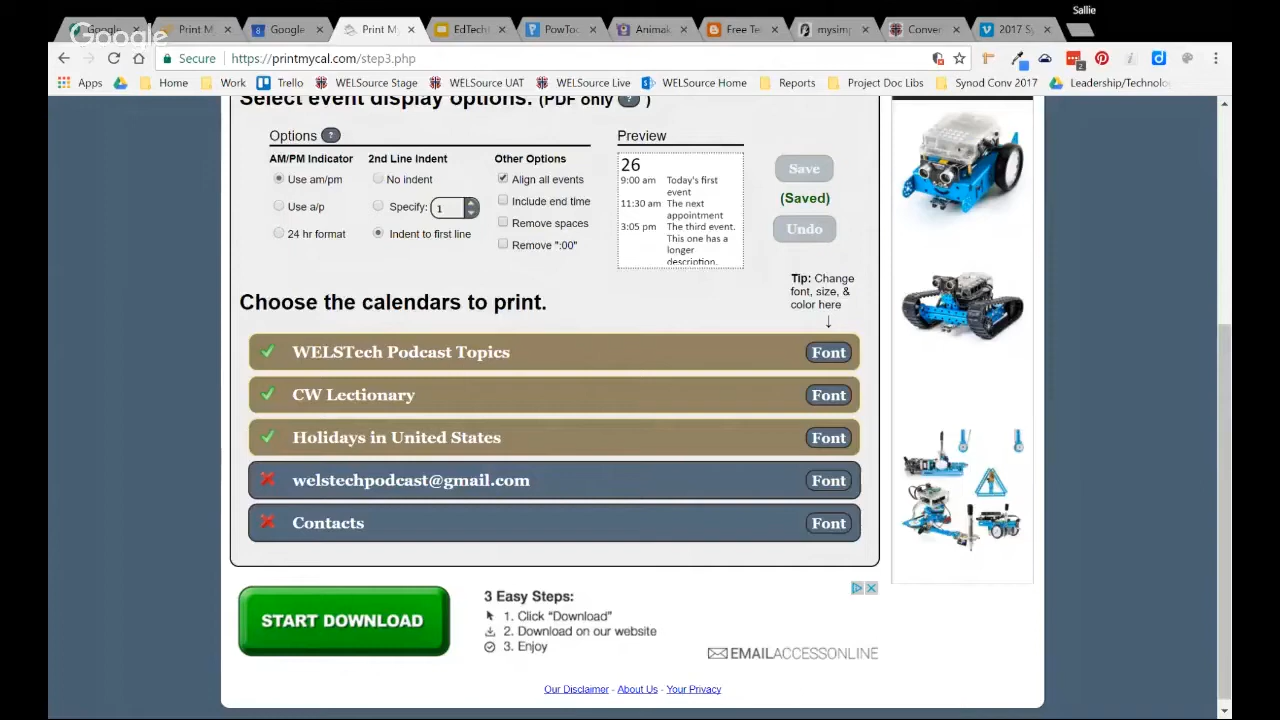 Sallie
Google
Google
Print M
Google
Print M
EdTech
PowToo
Animak
Free Te
mysimp
Conver
2017 Sy
Secure
https://printmycal.com/step3.php
2
Apps
Home
Work
Trello
WELSource Stage
WELSource UAT
WELSource Live
WELSource Home
Reports
Project Doc Libs
Synod Conv 2017
Leadership/Technolo
Select event display options. (PDF only ? )
Options ?
Preview
AM/PM Indicator
2nd Line Indent
Other Options
Use am/pm
No indent
Align all events
Use a/p
Specify: 1
Include end time
24 hr format
Indent to first line
Remove spaces
Remove ":00"
26
9:00 am Today's first
event
11:30 am The next
appointment
3:05 pm The third event.
This one has a
longer
description.
Save
(Saved)
Undo
Tip: Change
font, size, &
color here
↓
Choose the calendars to print.
WELSTech Podcast Topics Font
CW Lectionary Font
Holidays in United States Font
welstechpodcast@gmail.com Font
Contacts Font
START DOWNLOAD
3 Easy Steps:
1. Click "Download"
2. Download on our website
3. Enjoy
EMAILACCESSONLINE
Our Disclaimer - About Us - Your Privacy